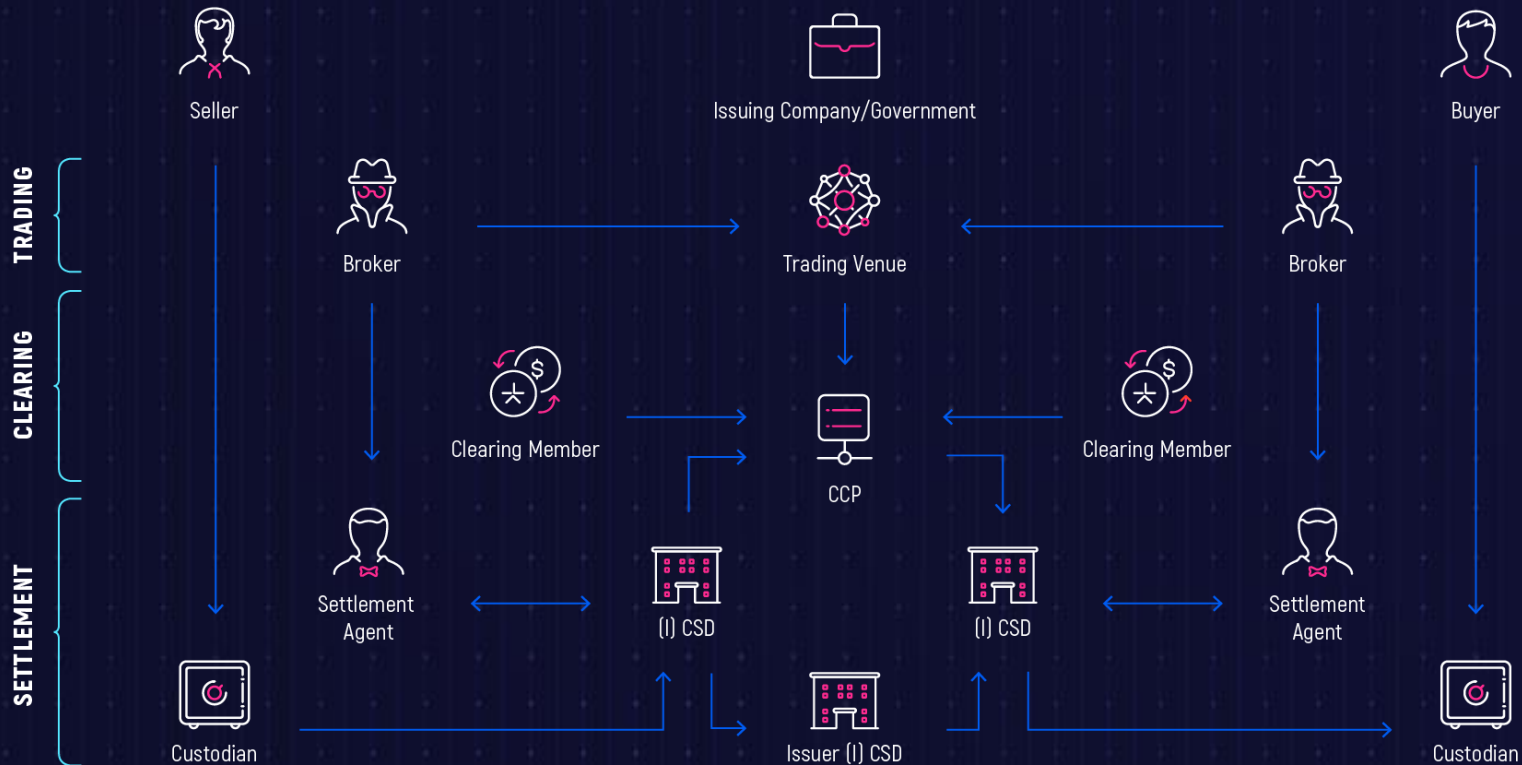 Seller
Issuing Company/Government
Buyer
TRADING
Broker
Trading Venue
Broker
CLEARING
Clearing Member
CCP
Clearing Member
SETTLEMENT
Settlement
Agent
(I) CSD
(I) CSD
Settlement
Agent
Custodian
Issuer (I) CSD
Custodian